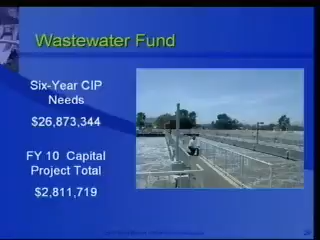 Wastewater Fund
Six-Year CIP
Needs
$26,873,344
FY 10 Capital
Project Total
$2,811,719